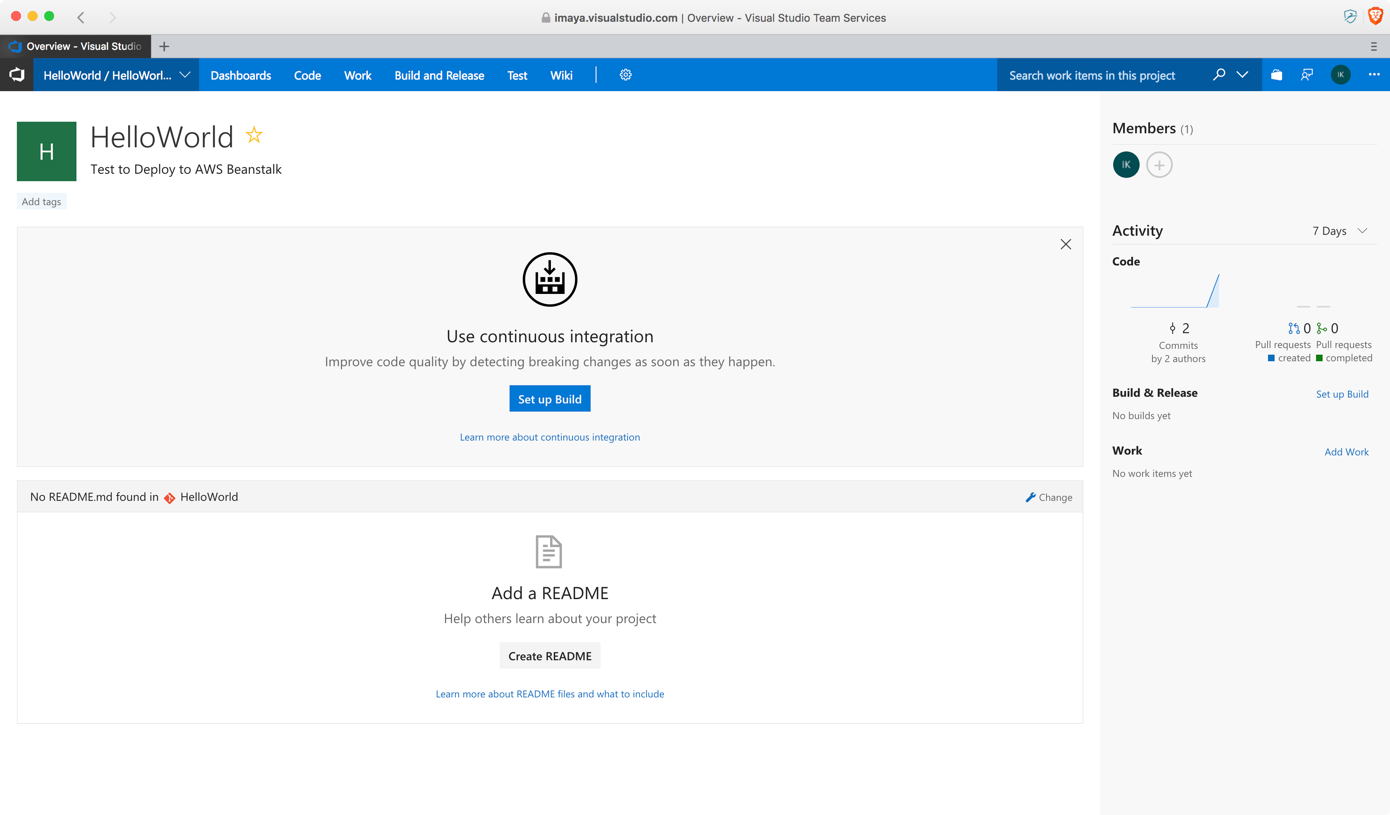 imaya.visualstudio.com | Overview - Visual Studio Team Services
Overview - Visual Studio
HelloWorld / HelloWorl... Dashboards Code Work Build and Release Test Wiki Search work items in this project IK
H
HelloWorld
Test to Deploy to AWS Beanstalk
Add tags
Use continuous integration
Improve code quality by detecting breaking changes as soon as they happen.
Set up Build
Learn more about continuous integration
No README.md found in HelloWorld Change
Add a README
Help others learn about your project
Create README
Learn more about README files and what to include
Members (1)
IK
Activity 7 Days
Code
2 0 0
Commits Pull requests Pull requests
by 2 authors created completed
Build & Release Set up Build
No builds yet
Work Add Work
No work items yet